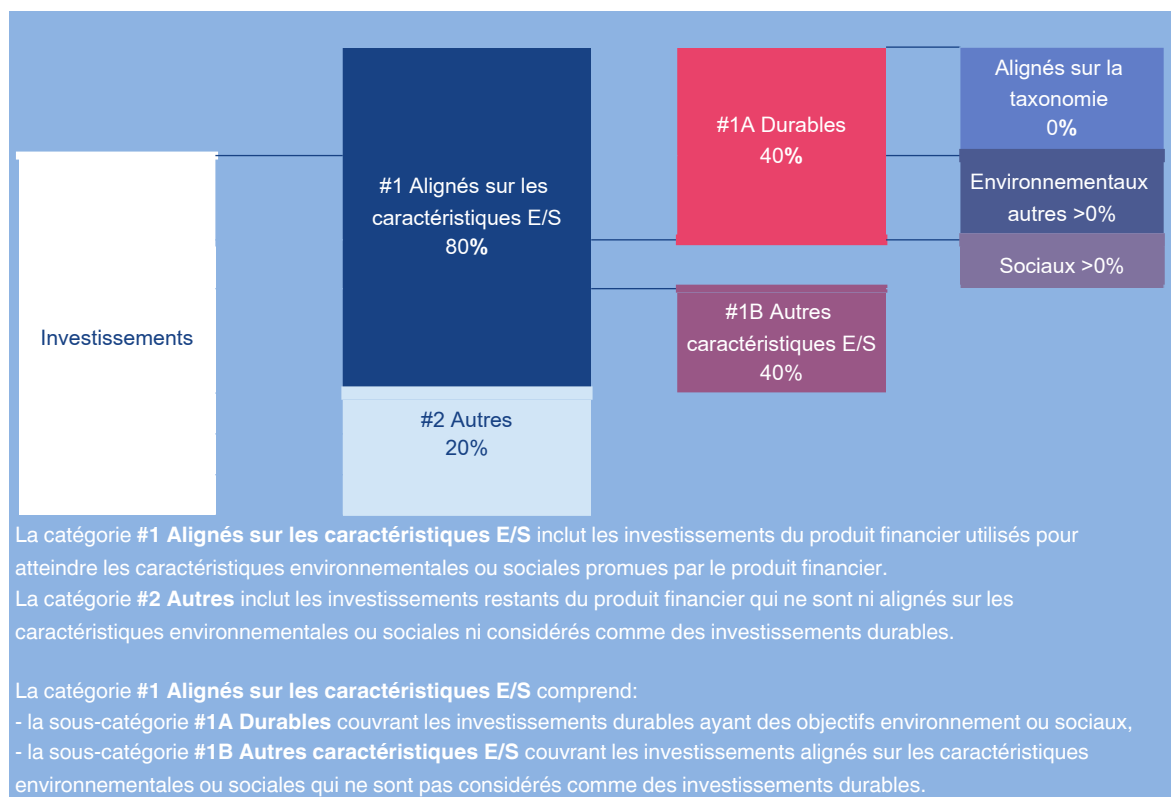 Investissements
#1 Alignés sur les
caractéristiques E/S
80%
#2 Autres
20%
#1A Durables
40%
#1B Autres
caractéristiques E/S
40%
Alignés sur la
taxonomie
0%
Environnementaux
autres >0%
Sociaux >0%
La catégorie #1 Alignés sur les caractéristiques E/S inclut les investissements du produit financier utilisés pour
atteindre les caractéristiques environnementales ou sociales promues par le produit financier.
La catégorie #2 Autres inclut les investissements restants du produit financier qui ne sont ni alignés sur les
caractéristiques environnementales ou sociales ni considérés comme des investissements durables.
La catégorie #1 Alignés sur les caractéristiques E/S comprend:
- la sous-catégorie #1A Durables couvrant les investissements durables ayant des objectifs environnement ou sociaux,
- la sous-catégorie #1B Autres caractéristiques E/S couvrant les investissements alignés sur les caractéristiques
environnementales ou sociales qui ne sont pas considérés comme des investissements durables.